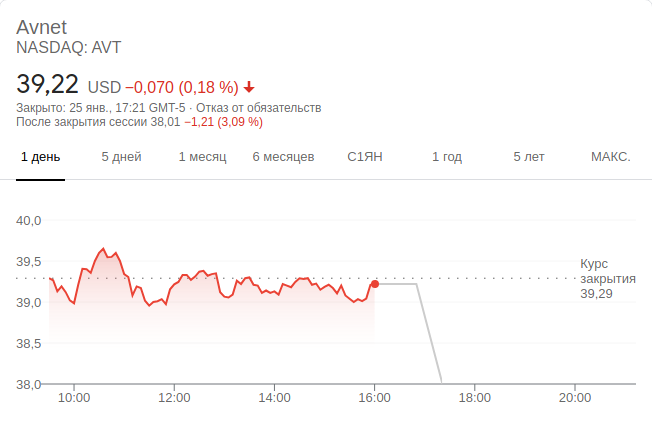 Avnet
NASDAQ: AVT
39,22 USD −0,070 (0,18 %)
Закрыто: 25 янв., 17:21 GMT-5 · Отказ от обязательств
После закрытия сессии 38,01 −1,21 (3,09 %)
1 день 5 дней 1 месяц 6 месяцев С1ЯН 1 год 5 лет МАКС.
40,0
39,5
39,0
38,5
38,0
Курс
закрытия
39,29
10:00 12:00 14:00 16:00 18:00 20:00